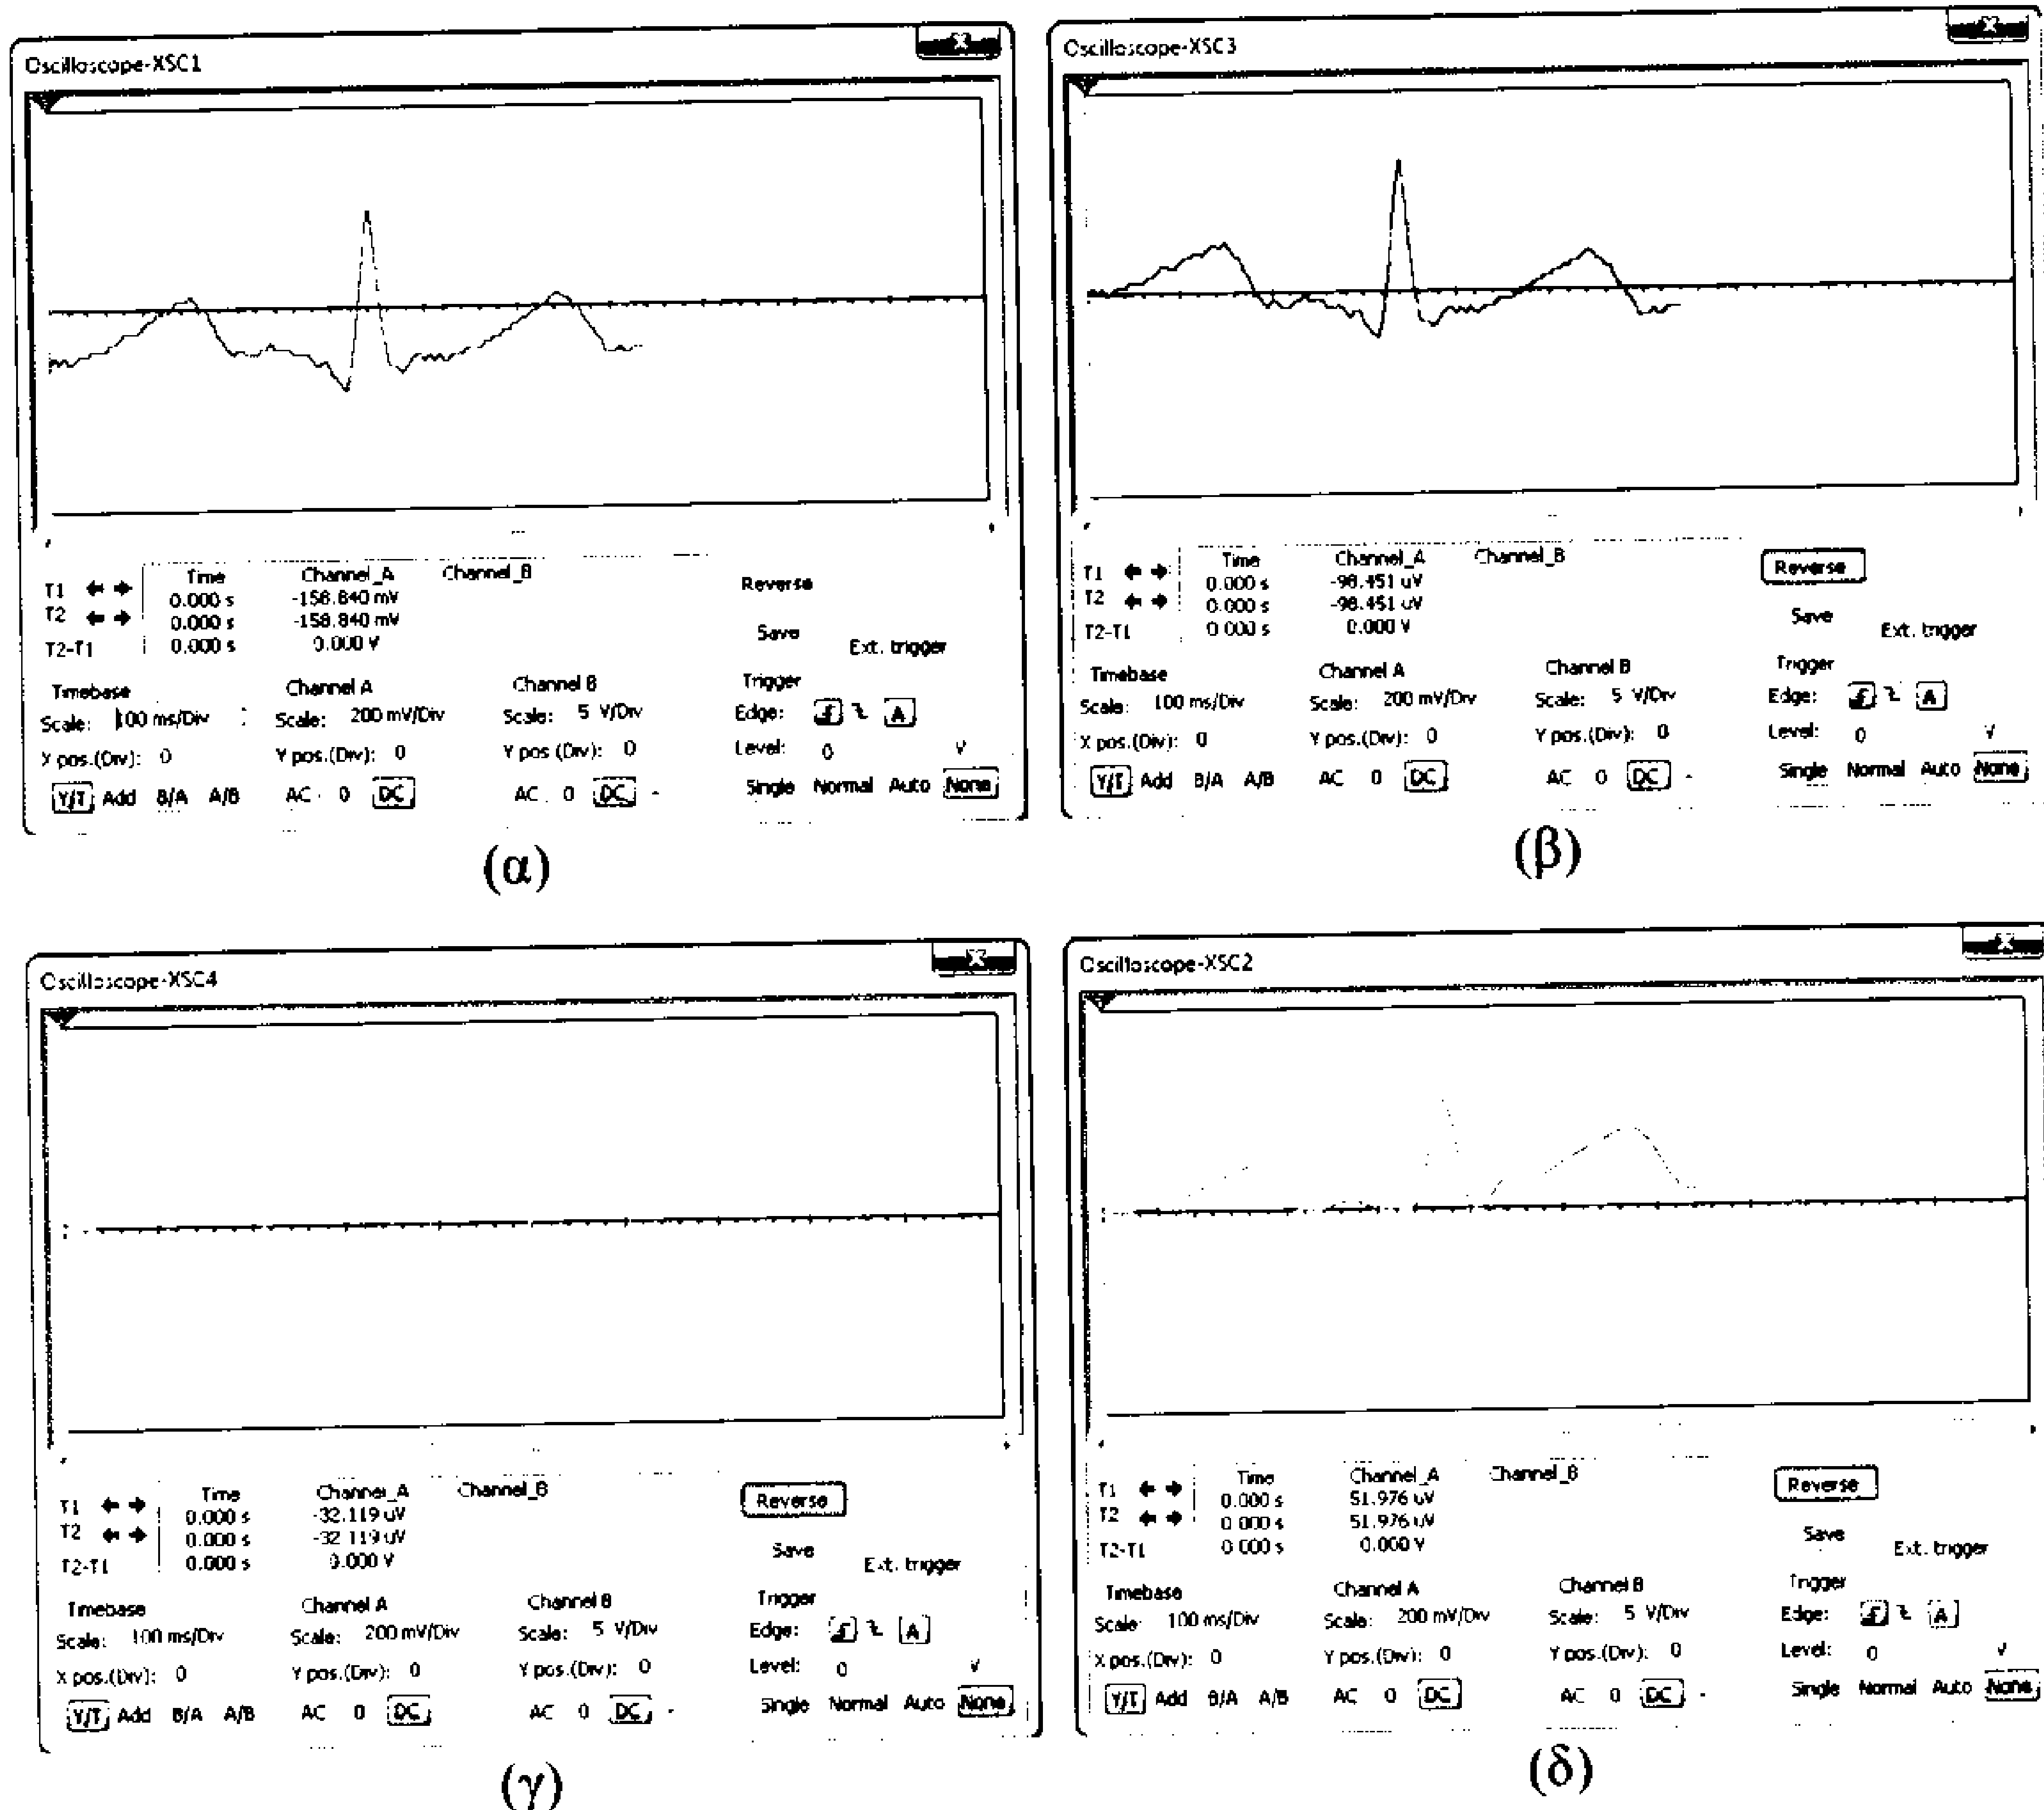 Oscilloscope-XSC1
T1
T2
T2-T1
Time Channel_A Channel_B
0.000 s -158.840 mV
0.000 s -158.840 mV
0.000 s 0.000 V
Reverse
Save
Ext. trigger
Timebase
Scale: 100 ms/Div
X pos.(Div): 0
Y/T Add B/A A/B
Channel A
Scale: 200 mV/Div
Y pos.(Div): 0
AC 0 DC
Channel B
Scale: 5 V/Div
Y pos.(Div): 0
AC 0 DC -
Trigger
Edge: A
Level: 0 V
Single Normal Auto None
(α)
Oscilloscope-XSC3
T1
T2
T2-T1
Time Channel_A Channel_B
0.000 s -98.451 uV
0.000 s -98.451 uV
0.000 s 0.000 V
Reverse
Save
Ext. trigger
Timebase
Scale: 100 ms/Div
X pos.(Div): 0
Y/T Add B/A A/B
Channel A
Scale: 200 mV/Div
Y pos.(Div): 0
AC 0 DC
Channel B
Scale: 5 V/Div
Y pos.(Div): 0
AC 0 DC -
Trigger
Edge: A
Level: 0 V
Single Normal Auto None
(β)
Oscilloscope-XSC4
T1
T2
T2-T1
Time Channel_A Channel_B
0.000 s -32.119 uV
0.000 s -32.119 uV
0.000 s 0.000 V
Reverse
Save
Ext. trigger
Timebase
Scale: 100 ms/Div
X pos.(Div): 0
Y/T Add B/A A/B
Channel A
Scale: 200 mV/Div
Y pos.(Div): 0
AC 0 DC
Channel B
Scale: 5 V/Div
Y pos.(Div): 0
AC 0 DC -
Trigger
Edge: A
Level: 0 V
Single Normal Auto None
(γ)
Oscilloscope-XSC2
T1
T2
T2-T1
Time Channel_A Channel_B
0.000 s 51.976 uV
0.000 s 51.976 uV
0.000 s 0.000 V
Reverse
Save
Ext. trigger
Timebase
Scale: 100 ms/Div
X pos.(Div): 0
Y/T Add B/A A/B
Channel A
Scale: 200 mV/Div
Y pos.(Div): 0
AC 0 DC
Channel B
Scale: 5 V/Div
Y pos.(Div): 0
AC 0 DC -
Trigger
Edge: A
Level: 0 V
Single Normal Auto None
(δ)